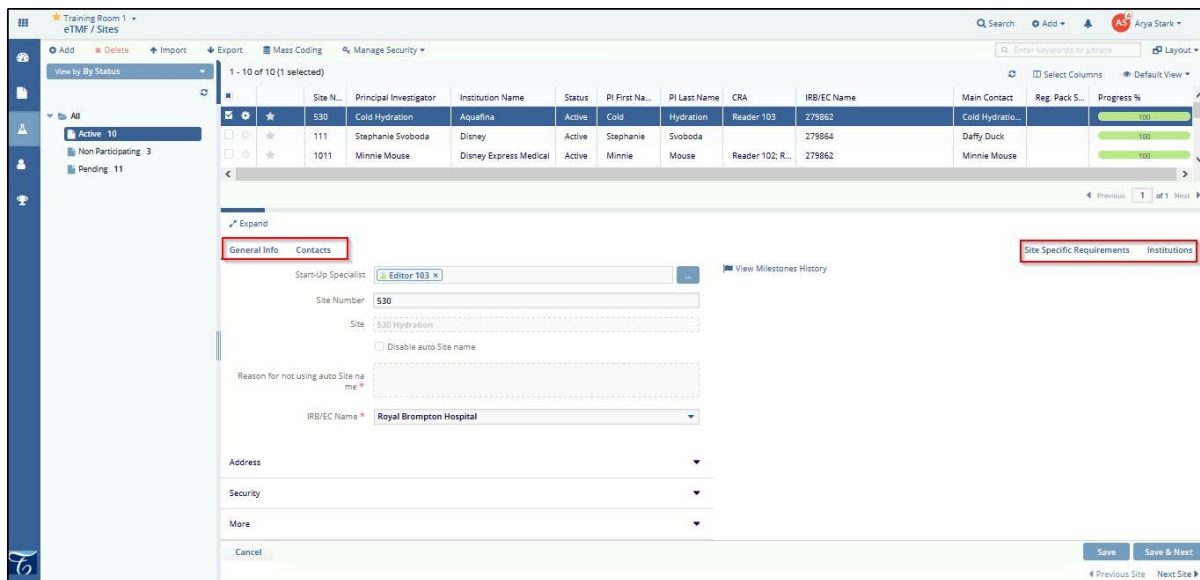 Training Room 1
eTMF / Sites
Search Add AS A Arya Stark
Add Delete Import Export Mass Coding Manage Security Enter keywords or phrase Layout
View by By Status
1 - 10 of 10 (1 selected) Select Columns Default View
All
Active 10
Non Participating 3
Pending 11
Site N... Principal Investigator Institution Name Status PI First Na... PI Last Name CRA IRB/EC Name Main Contact Reg. Pack S... Progress %
530 Cold Hydration Aquafina Active Cold Hydration Reader 103 279862 Cold Hydratio... 100
111 Stephanie Svoboda Disney Active Stephanie Svoboda 279864 Daffy Duck 100
1011 Minnie Mouse Disney Express Medical Active Minnie Mouse Reader 102; R... 279862 Minnie Mouse 100
Previous 1 of 1 Next
Expand
General Info Contacts Site Specific Requirements Institutions
Start-Up Specialist Editor 103 × ... View Milestones History
Site Number 530
Site 530 Hydration
Disable auto Site name
Reason for not using auto Site na
me *
IRB/EC Name * Royal Brompton Hospital
Address
Security
More
Cancel Save Save & Next
Previous Site Next Site